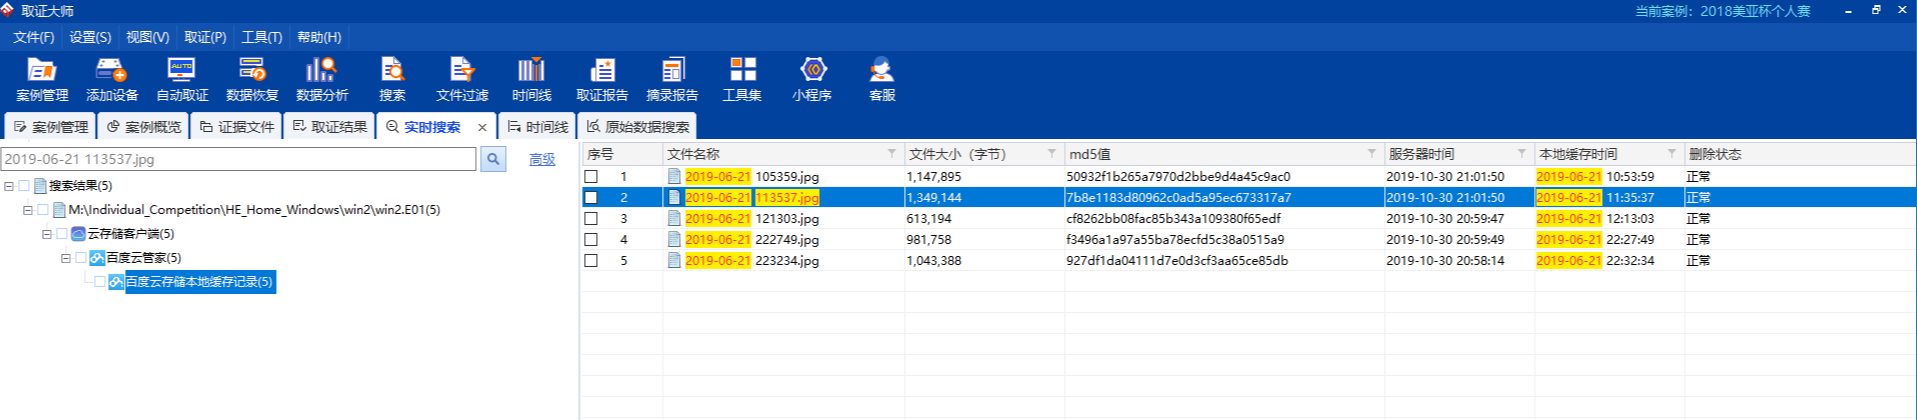 取证大师
当前案例：2018美亚杯个人赛
文件(F) 设置(S) 视图(V) 取证(P) 工具(T) 帮助(H)
AUTO
案例管理 添加设备 自动取证 数据恢复 数据分析 搜索 文件过滤 时间线 取证报告 摘录报告 工具集 小程序 客服
案例管理 案例概览 证据文件 取证结果 实时搜索 × 时间线 原始数据搜索
2019-06-21 113537.jpg 高级
搜索结果(5)
M:\Individual_Competition\HE_Home_Windows\win2\win2.E01(5)
云存储客户端(5)
百度云管家(5)
百度云存储本地缓存记录(5)
序号 文件名称 文件大小（字节） md5值 服务器时间 本地缓存时间 删除状态
1 2019-06-21 105359.jpg 1,147,895 50932f1b265a7970d2bbe9d4a45c9ac0 2019-10-30 21:01:50 2019-06-21 10:53:59 正常
2 2019-06-21 113537.jpg 1,349,144 7b8e1183d80962c0ad5a95ec673317a7 2019-10-30 21:01:50 2019-06-21 11:35:37 正常
3 2019-06-21 121303.jpg 613,194 cf8262bb08fac85b343a109380f65edf 2019-10-30 20:59:47 2019-06-21 12:13:03 正常
4 2019-06-21 222749.jpg 981,758 f3496a1a97a55ba78ecfd5c38a0515a9 2019-10-30 20:59:49 2019-06-21 22:27:49 正常
5 2019-06-21 223234.jpg 1,043,388 927df1da04111d7e0d3cf3aa65ce85db 2019-10-30 20:58:14 2019-06-21 22:32:34 正常